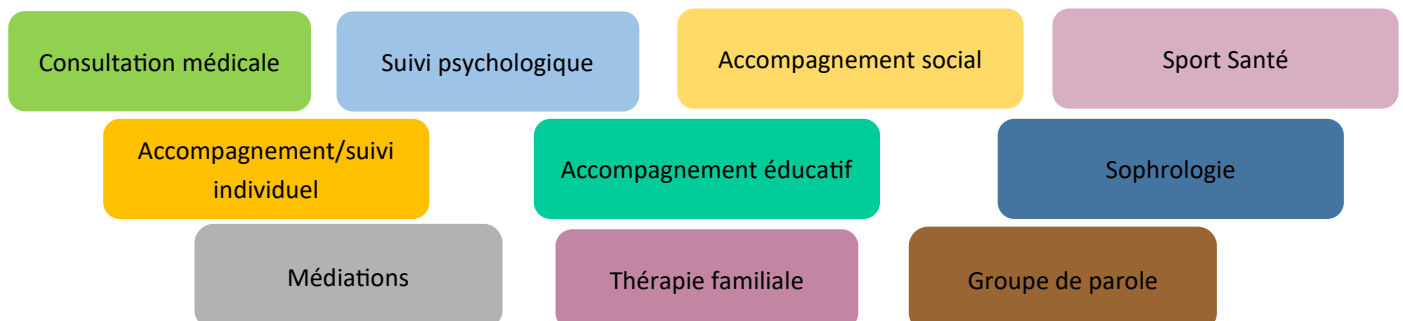 Consultation médicale
Suivi psychologique
Accompagnement social
Sport Santé
Accompagnement/suivi
individuel
Accompagnement éducatif
Sophrologie
Médiations
Thérapie familiale
Groupe de parole